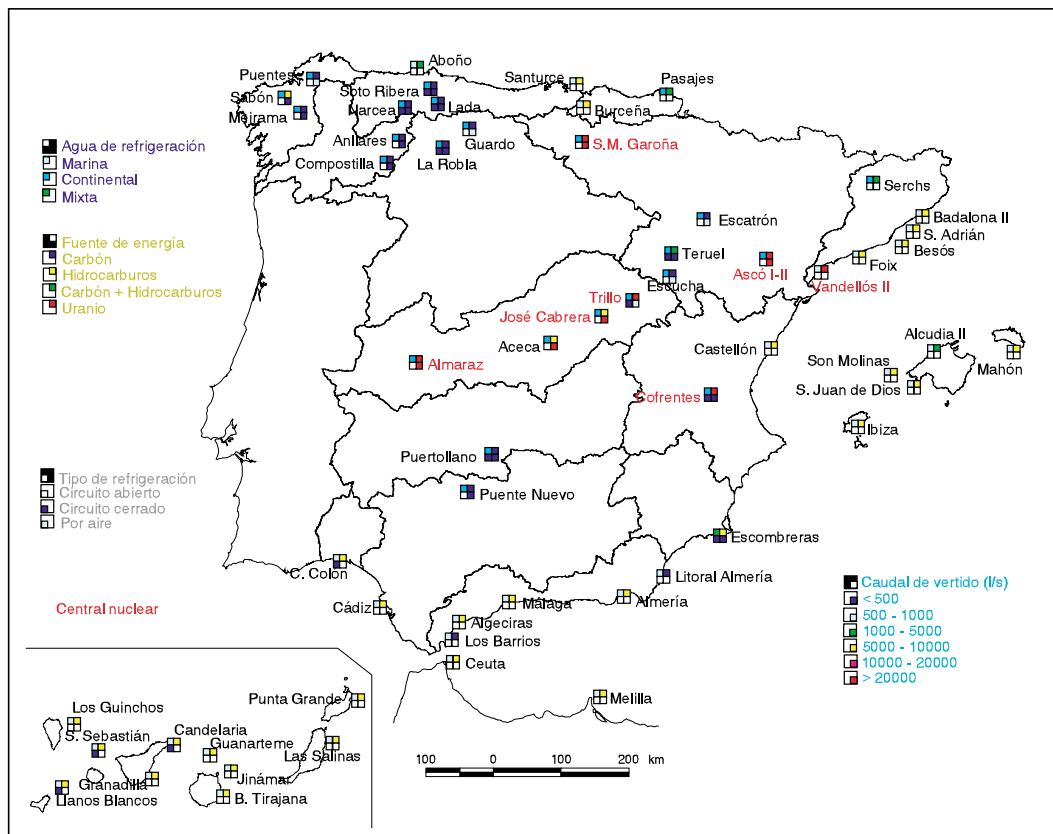 Aboño
Puentes
Santurce
Pasajes
Soto Ribera
Sabón
Narcea
Lada
Burceña
Meirama
Anllares
Guardo
S.M. Garoña
Compostilla
La Robla
Agua de refrigeración
Marina
Continental
Mixta
Serchs
Escatrón
Badalona II
S. Adrián
Besós
Fuente de energía
Carbón
Hidrocarburos
Carbón + Hidrocarburos
Uranio
Teruel
Foix
Escucha
Ascó I-II
Vandellós II
Trillo
José Cabrera
Aceca
Almaraz
Castellón
Alcudia II
Son Molinas
Mahón
S. Juan de Dios
Cofrentes
Ibiza
Puertollano
Puente Nuevo
Tipo de refrigeración
Circuito abierto
Circuito cerrado
Por aire
Escombreras
C. Colón
Litoral Almería
Central nuclear
Cádiz
Málaga
Almería
Algeciras
Los Barrios
Ceuta
Melilla
Caudal de vertido (l/s)
< 500
500 - 1000
1000 - 5000
5000 - 10000
10000 - 20000
> 20000
Punta Grande
Los Guinchos
S. Sebastián
Candelaria
Guanarteme
Las Salinas
Granadilla
Jinámar
Llanos Blancos
B. Tirajana
100 0 100 200 km